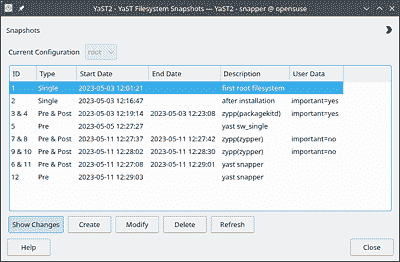 YaST2 - YaST Filesystem Snapshots — YaST2 - snapper @ opensuse
Snapshots
Current Configuration root
ID Type Start Date End Date Description User Data
1 Single 2023-05-03 12:01:21 first root filesystem
2 Single 2023-05-03 12:16:47 after installation important=yes
3 & 4 Pre & Post 2023-05-03 12:19:14 2023-05-03 12:23:08 zypp(packagekitd) important=yes
5 Pre 2023-05-05 12:27:27 yast sw_single
7 & 8 Pre & Post 2023-05-11 12:27:37 2023-05-11 12:27:42 zypp(zypper) important=no
9 & 10 Pre & Post 2023-05-11 12:28:02 2023-05-11 12:28:30 zypp(zypper) important=no
6 & 11 Pre & Post 2023-05-11 12:27:08 2023-05-11 12:29:01 yast snapper
12 Pre 2023-05-11 12:29:03 yast snapper
Show Changes Create Modify Delete Refresh
Help Close